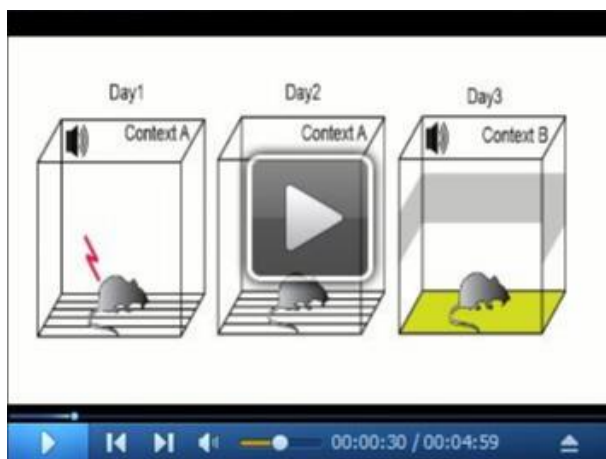 Day1
Day2
Day3
Context A
Context A
Context B
00:00:30 / 00:04:59